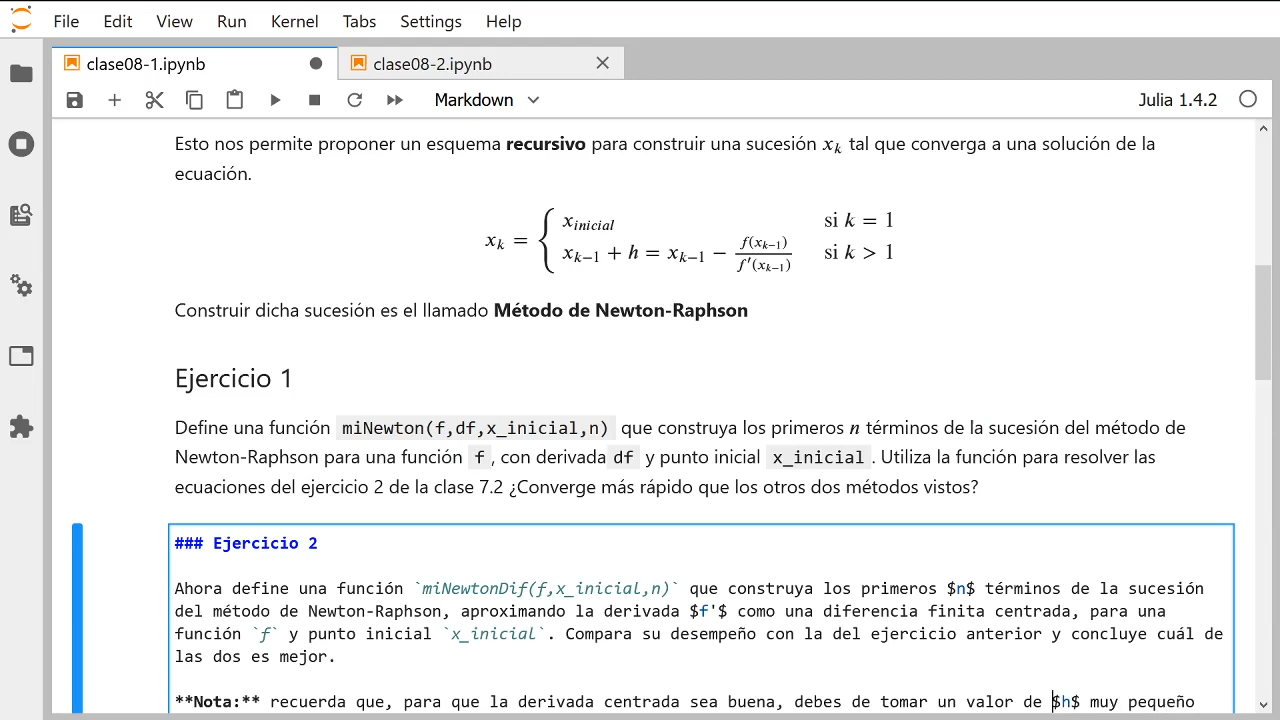 File Edit View Run Kernel Tabs Settings Help
clase08-1.ipynb clase08-2.ipynb
Markdown Julia 1.4.2
Esto nos permite proponer un esquema recursivo para construir una sucesión x_k tal que converga a una solución de la
ecuación.
x_k = { x_{inicial} si k = 1
x_{k−1} + h = x_{k−1} − f(x_{k−1}) / f′(x_{k−1}) si k > 1
Construir dicha sucesión es el llamado Método de Newton-Raphson
Ejercicio 1
Define una función miNewton(f,df,x_inicial,n) que construya los primeros n términos de la sucesión del método de
Newton-Raphson para una función f, con derivada df y punto inicial x_inicial. Utiliza la función para resolver las
ecuaciones del ejercicio 2 de la clase 7.2 ¿Converge más rápido que los otros dos métodos vistos?
### Ejercicio 2
Ahora define una función `miNewtonDif(f,x_inicial,n)` que construya los primeros $n$ términos de la sucesión
del método de Newton-Raphson, aproximando la derivada $f'$ como una diferencia finita centrada, para una
función `f` y punto inicial `x_inicial`. Compara su desempeño con la del ejercicio anterior y concluye cuál de
las dos es mejor.
**Nota:** recuerda que, para que la derivada centrada sea buena, debes de tomar un valor de $h$ muy pequeño